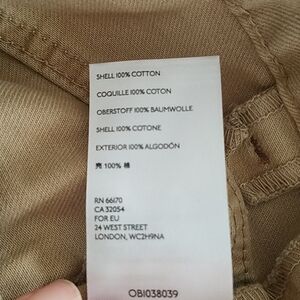 SHELL 100% COTTON
COQUILLE 100% COTON
OBERSTOFF 100% BAUMWOLLE
SHELL 100% COTONE
EXTERIOR 100% ALGODÓN
100% 棉
RN 66170
CA 32054
FOR EU
24 WEST STREET
LONDON, WC2H9NA
OBI038039